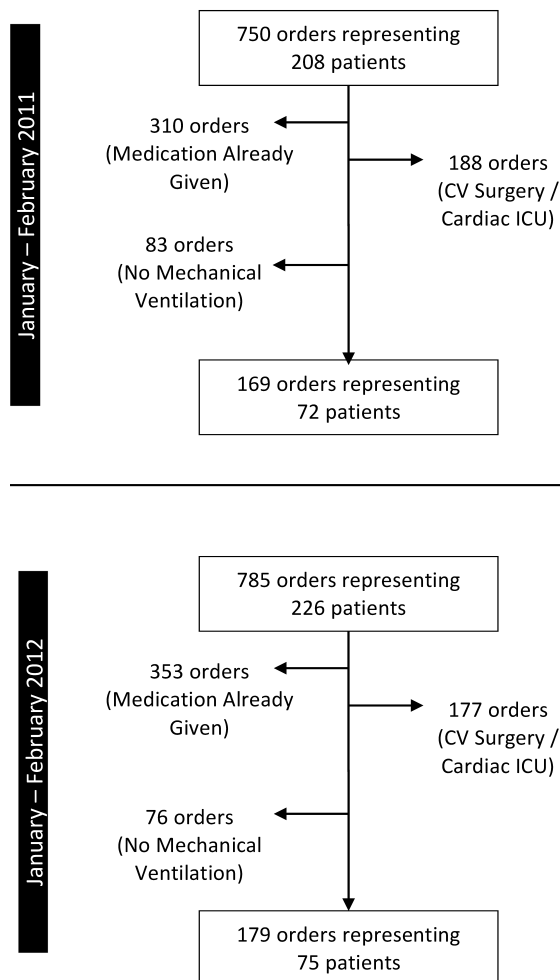 January – February 2011
750 orders representing
208 patients
310 orders
(Medication Already
Given)
188 orders
(CV Surgery /
Cardiac ICU)
83 orders
(No Mechanical
Ventilation)
169 orders representing
72 patients
January – February 2012
785 orders representing
226 patients
353 orders
(Medication Already
Given)
177 orders
(CV Surgery /
Cardiac ICU)
76 orders
(No Mechanical
Ventilation)
179 orders representing
75 patients